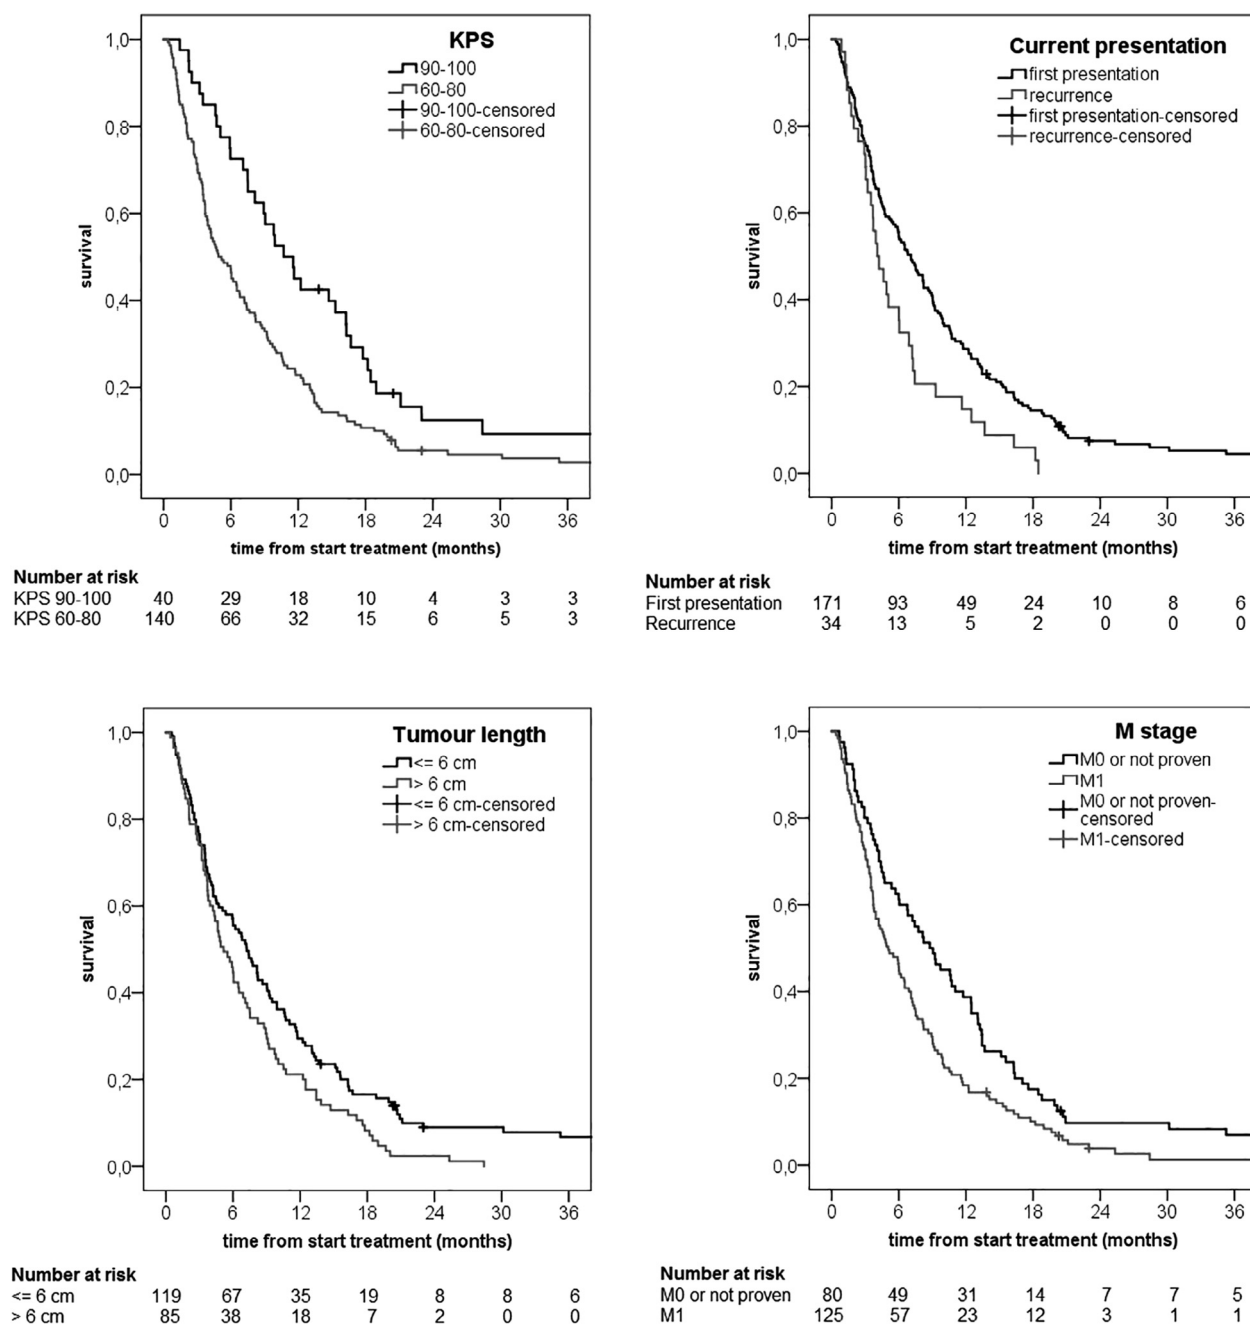 KPS
90-100
60-80
90-100-censored
60-80-censored
1,0
0,8
0,6
0,4
0,2
0,0
survival
0 6 12 18 24 30 36
time from start treatment (months)
Number at risk
KPS 90-100 40 29 18 10 4 3 3
KPS 60-80 140 66 32 15 6 5 3
Current presentation
first presentation
recurrence
first presentation-censored
recurrence-censored
1,0
0,8
0,6
0,4
0,2
0,0
survival
0 6 12 18 24 30 36
time from start treatment (months)
Number at risk
First presentation 171 93 49 24 10 8 6
Recurrence 34 13 5 2 0 0 0
Tumour length
<= 6 cm
> 6 cm
<= 6 cm-censored
> 6 cm-censored
1,0
0,8
0,6
0,4
0,2
0,0
survival
0 6 12 18 24 30 36
time from start treatment (months)
Number at risk
<= 6 cm 119 67 35 19 8 8 6
> 6 cm 85 38 18 7 2 0 0
M stage
M0 or not proven
M1
M0 or not proven-
censored
M1-censored
1,0
0,8
0,6
0,4
0,2
0,0
survival
0 6 12 18 24 30 36
time from start treatment (months)
Number at risk
M0 or not proven 80 49 31 14 7 7 5
M1 125 57 23 12 3 1 1